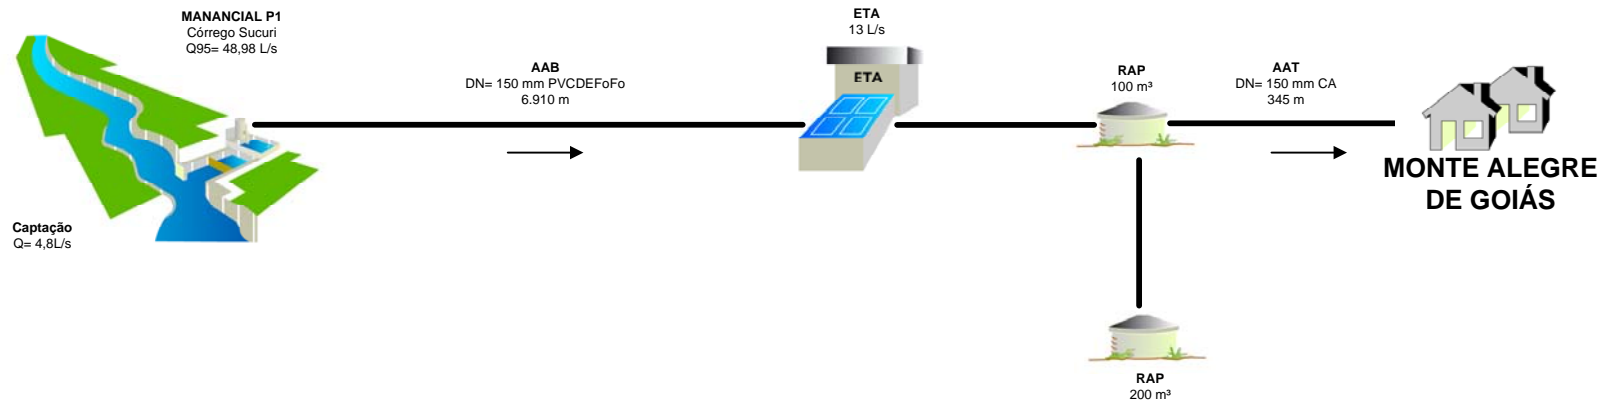 MANANCIAL P1
Córrego Sucuri
Q95= 48,98 L/s
Captação
Q= 4,8L/s
AAB
DN= 150 mm PVCDEFoFo
6.910 m
ETA
13 L/s
ETA
RAP
100 m³
AAT
DN= 150 mm CA
345 m
MONTE ALEGRE
DE GOIÁS
RAP
200 m³